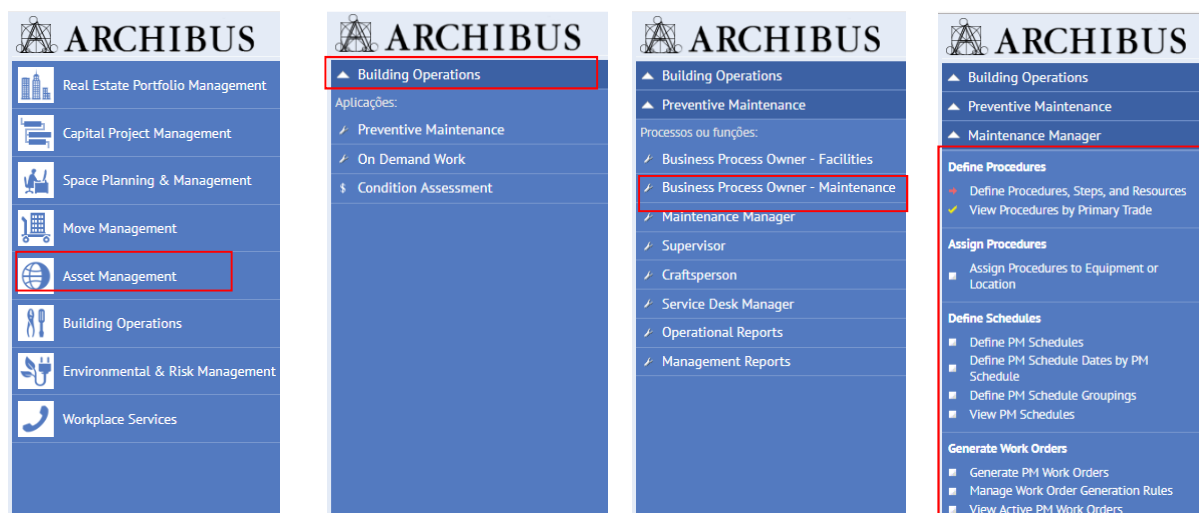 ARCHIBUS
Real Estate Portfolio Management
Capital Project Management
Space Planning & Management
Move Management
Asset Management
Building Operations
Environmental & Risk Management
Workplace Services
ARCHIBUS
Building Operations
Aplicações:
Preventive Maintenance
On Demand Work
$ Condition Assessment
ARCHIBUS
Building Operations
Preventive Maintenance
Processos ou funções:
Business Process Owner - Facilities
Business Process Owner - Maintenance
Maintenance Manager
Supervisor
Craftsperson
Service Desk Manager
Operational Reports
Management Reports
ARCHIBUS
Building Operations
Preventive Maintenance
Maintenance Manager
Define Procedures
Define Procedures, Steps, and Resources
View Procedures by Primary Trade
Assign Procedures
Assign Procedures to Equipment or
Location
Define Schedules
Define PM Schedules
Define PM Schedule Dates by PM
Schedule
Define PM Schedule Groupings
View PM Schedules
Generate Work Orders
Generate PM Work Orders
Manage Work Order Generation Rules
View Active PM Work Orders